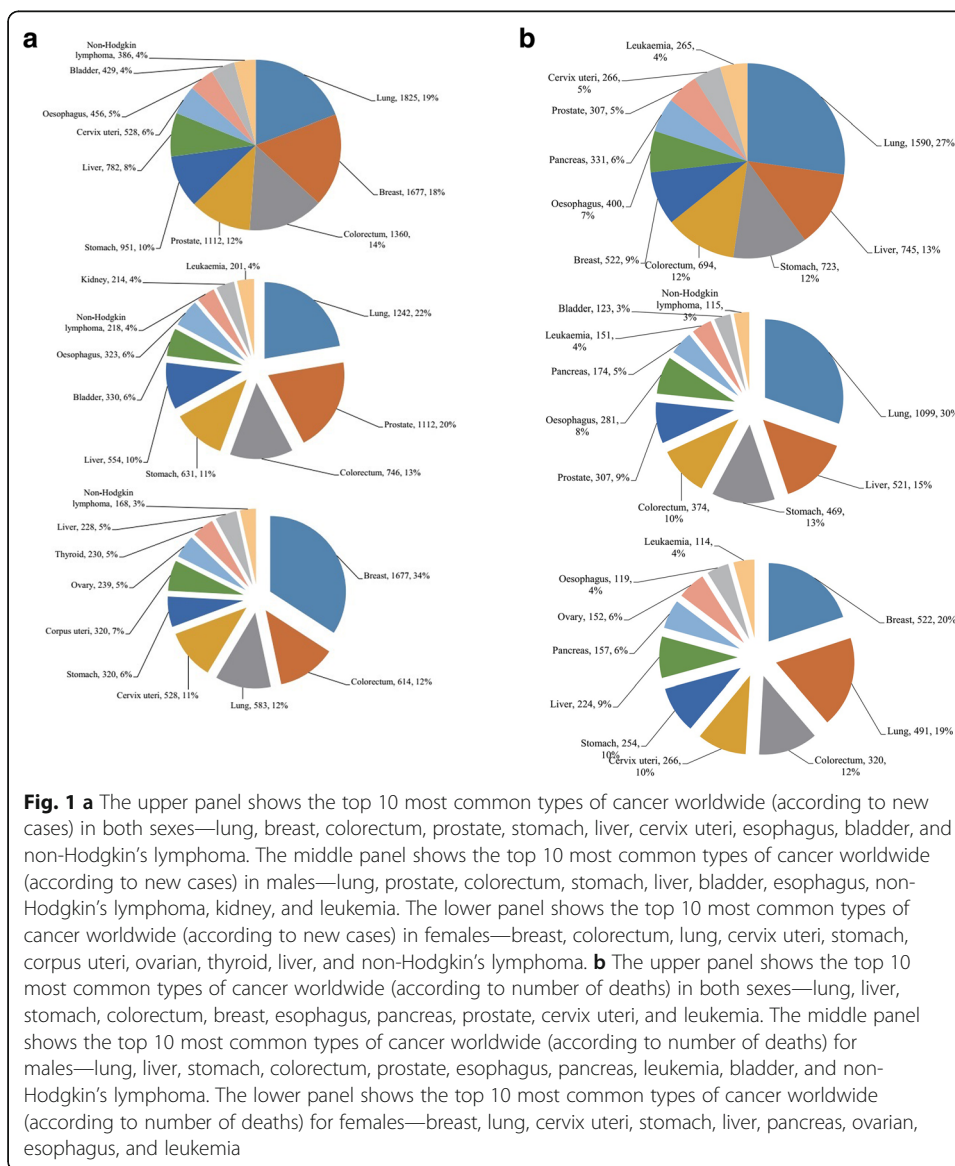 a
Non-Hodgkin
lymphoma, 386, 4%
Bladder, 429, 4%
Oesophagus, 456, 5%
Cervix uteri, 528, 6%
Liver, 782, 8%
Stomach, 951, 10%
Prostate, 1112, 12%
Colorectum, 1360,
14%
Breast, 1677, 18%
Lung, 1825, 19%
Kidney, 214, 4%
Leukaemia, 201, 4%
Non-Hodgkin
lymphoma, 218, 4%
Oesophagus, 323, 6%
Bladder, 330, 6%
Liver, 554, 10%
Stomach, 631, 11%
Colorectum, 746, 13%
Prostate, 1112, 20%
Lung, 1242, 22%
Non-Hodgkin
lymphoma, 168, 3%
Liver, 228, 5%
Thyroid, 230, 5%
Ovary, 239, 5%
Corpus uteri, 320, 7%
Stomach, 320, 6%
Cervix uteri, 528, 11%
Lung, 583, 12%
Colorectum, 614, 12%
Breast, 1677, 34%
b
Leukaemia, 265,
4%
Cervix uteri, 266,
5%
Prostate, 307, 5%
Pancreas, 331, 6%
Oesophagus, 400,
7%
Breast, 522, 9%
Colorectum, 694,
12%
Stomach, 723,
12%
Liver, 745, 13%
Lung, 1590, 27%
Non-Hodgkin
lymphoma, 115,
3%
Bladder, 123, 3%
Leukaemia, 151,
4%
Pancreas, 174, 5%
Oesophagus, 281,
8%
Prostate, 307, 9%
Colorectum, 374,
10%
Stomach, 469,
13%
Liver, 521, 15%
Lung, 1099, 30%
Leukaemia, 114,
4%
Oesophagus, 119,
4%
Ovary, 152, 6%
Pancreas, 157, 6%
Liver, 224, 9%
Stomach, 254,
10%
Cervix uteri, 266,
10%
Colorectum, 320,
12%
Lung, 491, 19%
Breast, 522, 20%
Fig. 1 a The upper panel shows the top 10 most common types of cancer worldwide (according to new
cases) in both sexes—lung, breast, colorectum, prostate, stomach, liver, cervix uteri, esophagus, bladder, and
non-Hodgkin's lymphoma. The middle panel shows the top 10 most common types of cancer worldwide
(according to new cases) in males—lung, prostate, colorectum, stomach, liver, bladder, esophagus, non-
Hodgkin's lymphoma, kidney, and leukemia. The lower panel shows the top 10 most common types of
cancer worldwide (according to new cases) in females—breast, colorectum, lung, cervix uteri, stomach,
corpus uteri, ovarian, thyroid, liver, and non-Hodgkin's lymphoma. b The upper panel shows the top 10
most common types of cancer worldwide (according to number of deaths) in both sexes—lung, liver,
stomach, colorectum, breast, esophagus, pancreas, prostate, cervix uteri, and leukemia. The middle panel
shows the top 10 most common types of cancer worldwide (according to number of deaths) for
males—lung, liver, stomach, colorectum, prostate, esophagus, pancreas, leukemia, bladder, and non-
Hodgkin's lymphoma. The lower panel shows the top 10 most common types of cancer worldwide
(according to number of deaths) for females—breast, lung, cervix uteri, stomach, liver, pancreas, ovarian,
esophagus, and leukemia